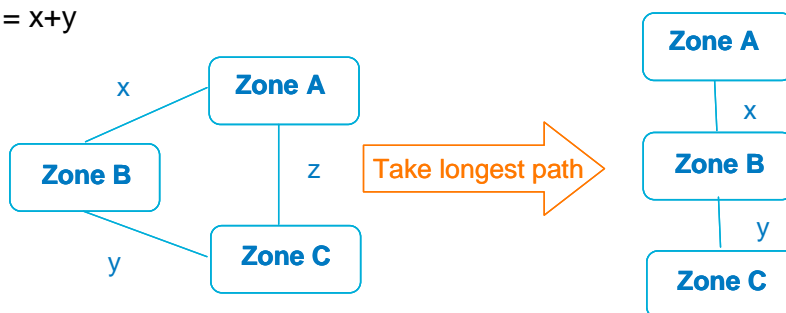 = x+y
Zone A
x
Zone B
z
y
Zone C
Take longest path
Zone A
x
Zone B
y
Zone C